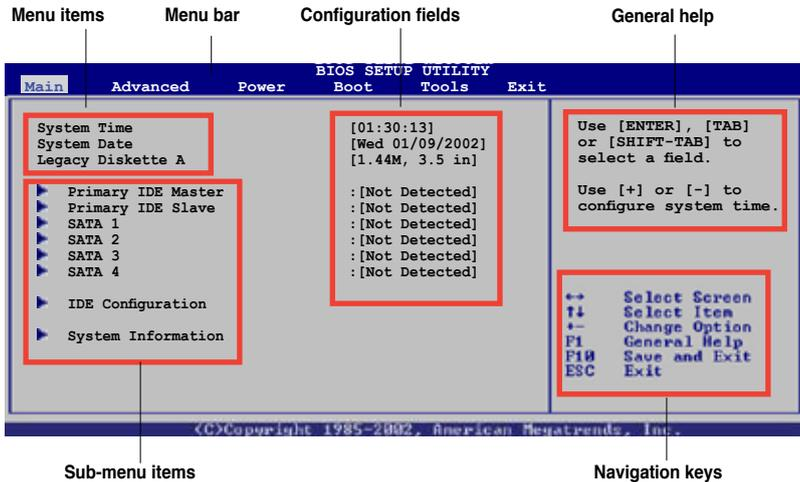 Menu items Menu bar Configuration fields General help
BIOS SETUP UTILITY
Main Advanced Power Boot Tools Exit
System Time [01:30:13]
System Date [Wed 01/09/2002]
Legacy Diskette A [1.44M, 3.5 in]
Primary IDE Master :[Not Detected]
Primary IDE Slave :[Not Detected]
SATA 1 :[Not Detected]
SATA 2 :[Not Detected]
SATA 3 :[Not Detected]
SATA 4 :[Not Detected]
IDE Configuration
System Information
Use [ENTER], [TAB]
or [SHIFT-TAB] to
select a field.
Use [+] or [-] to
configure system time.
↔ Select Screen
↑↓ Select Item
+- Change Option
F1 General Help
F10 Save and Exit
ESC Exit
(C)Copyright 1985-2002, American Megatrends, Inc.
Sub-menu items Navigation keys